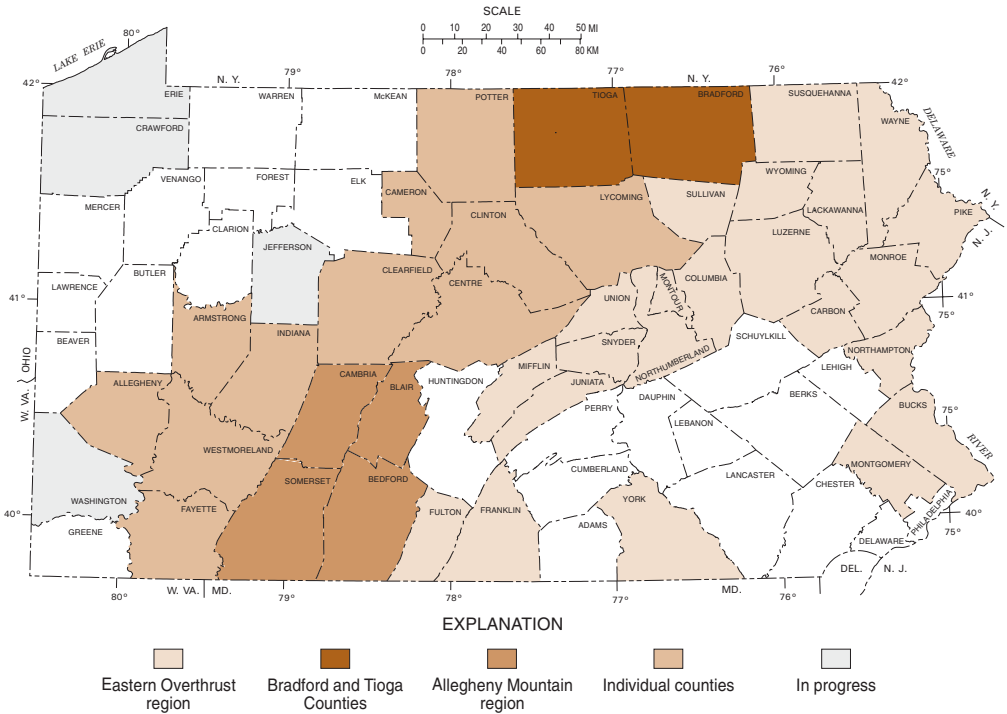 SCALE
0 10 20 30 40 50 MI
0 20 40 60 80 KM
LAKE ERIE
80°
79°
N. Y.
78°
77°
N. Y.
76°
42°
42°
ERIE
WARREN
McKEAN
POTTER
TIOGA
BRADFORD
SUSQUEHANNA
WAYNE
DELAWARE
CRAWFORD
VENANGO
FOREST
ELK
CAMERON
LYCOMING
SULLIVAN
WYOMING
75°
N. Y.
N. J.
MERCER
CLARION
JEFFERSON
CLINTON
LUZERNE
LACKAWANNA
PIKE
LAWRENCE
BUTLER
CLEARFIELD
CENTRE
UNION
MONTOUR
COLUMBIA
MONROE
41°
41°
75°
BEAVER
ARMSTRONG
INDIANA
SNYDER
NORTHUMBERLAND
SCHUYLKILL
CARBON
NORTHAMPTON
OHIO
W. VA.
ALLEGHENY
CAMBRIA
BLAIR
HUNTINGDON
MIFFLIN
JUNIATA
PERRY
DAUPHIN
LEBANON
BERKS
LEHIGH
BUCKS
75°
RIVER
WESTMORELAND
SOMERSET
BEDFORD
CUMBERLAND
LANCASTER
CHESTER
MONTGOMERY
WASHINGTON
FAYETTE
FULTON
FRANKLIN
YORK
PHILADELPHIA
40°
40°
75°
GREENE
ADAMS
DELAWARE
DEL.
N. J.
80°
W. VA.
MD.
79°
78°
77°
MD.
76°
EXPLANATION
Eastern Overthrust
region
Bradford and Tioga
Counties
Allegheny Mountain
region
Individual counties
In progress